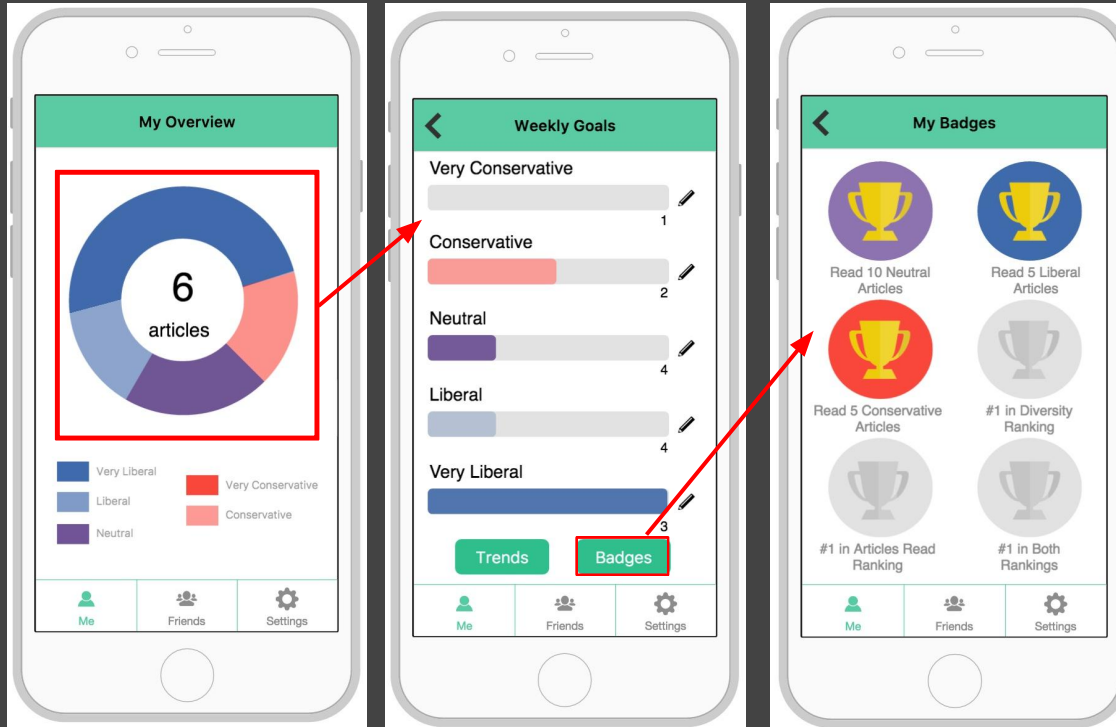 My Overview
6
articles
Very Liberal
Liberal
Neutral
Very Conservative
Conservative
Me
Friends
Settings
Weekly Goals
Very Conservative
1
Conservative
2
Neutral
4
Liberal
4
Very Liberal
3
Trends
Badges
Me
Friends
Settings
My Badges
Read 10 Neutral
Articles
Read 5 Liberal
Articles
Read 5 Conservative
Articles
#1 in Diversity
Ranking
#1 in Articles Read
Ranking
#1 in Both
Rankings
Me
Friends
Settings